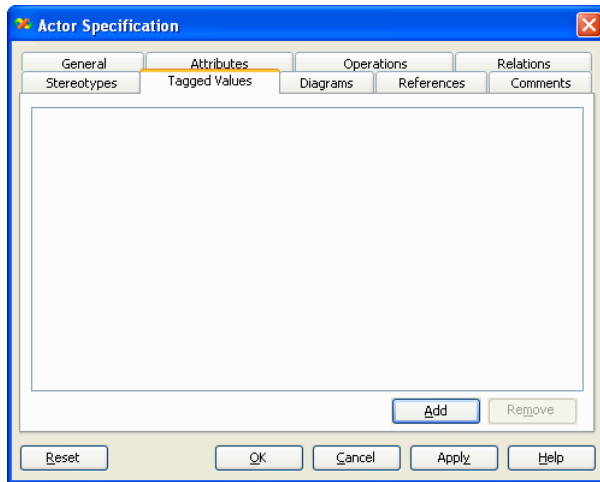 Actor Specification
General Attributes Operations Relations
Stereotypes Tagged Values Diagrams References Comments
Add Remove
Reset OK Cancel Apply Help